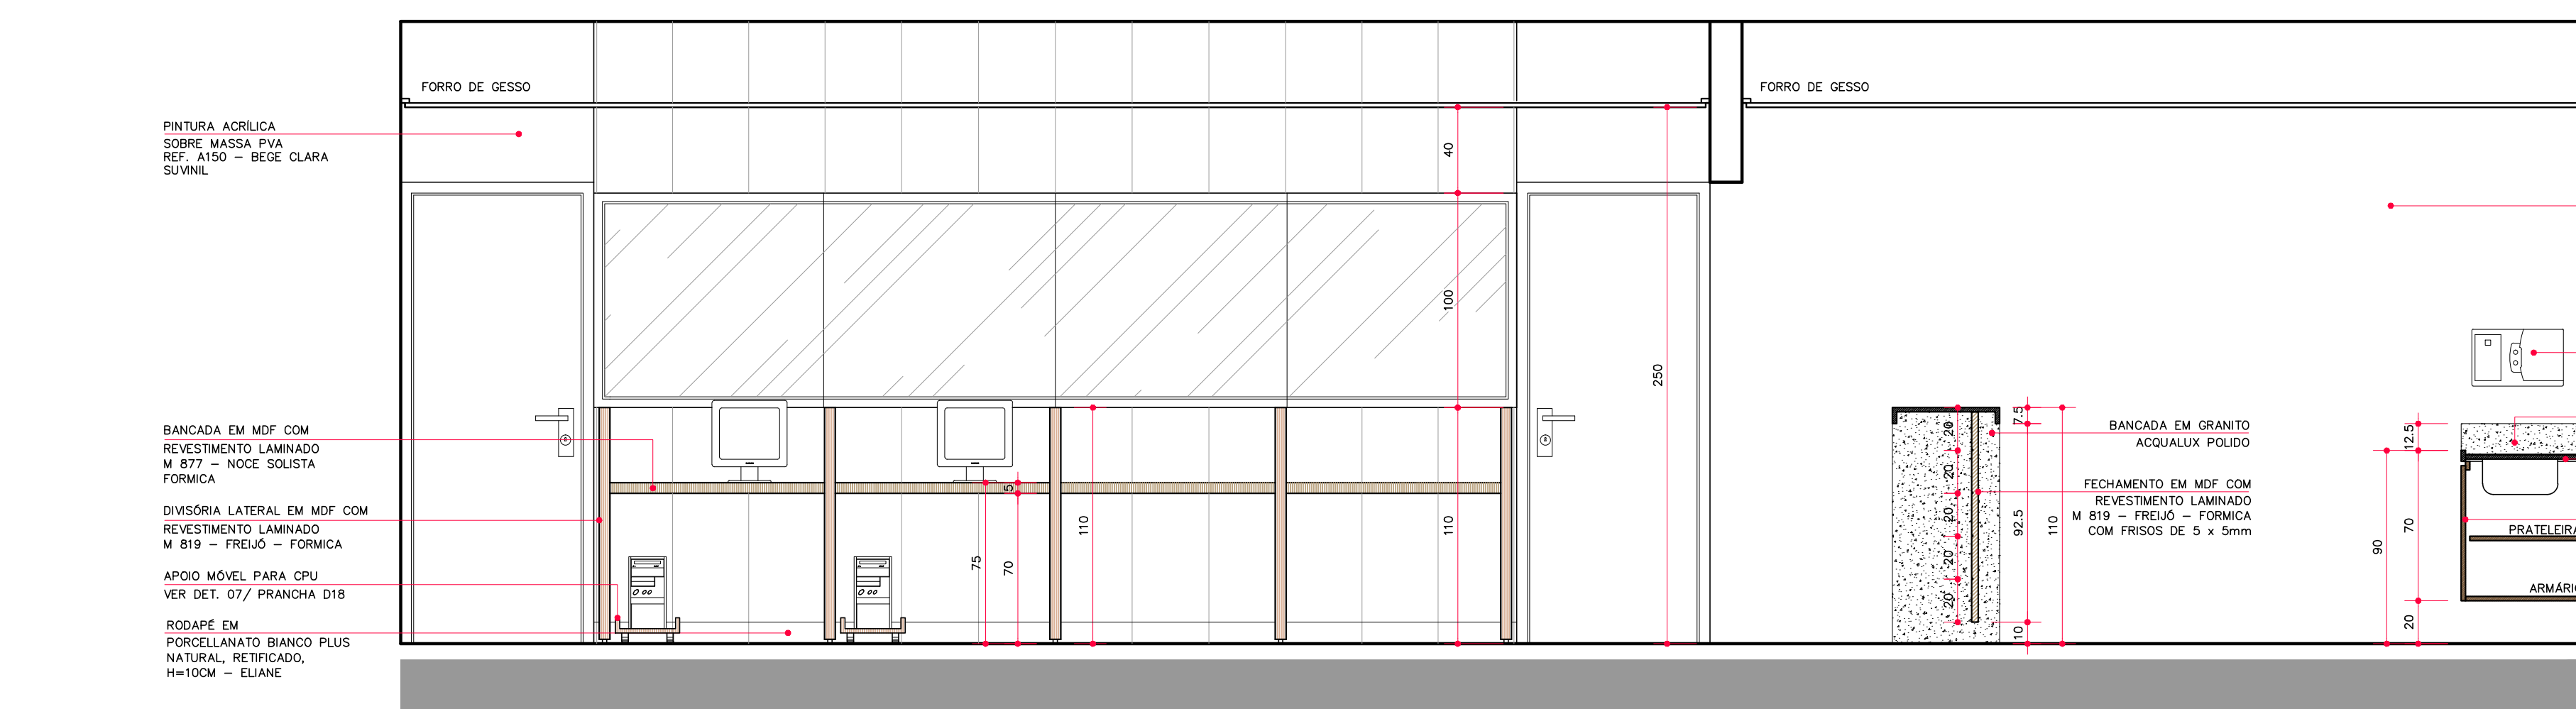 FORRO DE GESSO
FORRO DE GESSO
PINTURA ACRÍLICA
SOBRE MASSA PVA
REF. A150 – BEGE CLARA
SUVINIL
40
100
250
110
BANCADA EM MDF COM
REVESTIMENTO LAMINADO
M 877 – NOCE SOLISTA
FORMICA
DIVISÓRIA LATERAL EM MDF COM
REVESTIMENTO LAMINADO
M 819 – FREIJÓ – FORMICA
APOIO MÓVEL PARA CPU
VER DET. 07/ PRANCHA D18
RODAPÉ EM
PORCELLANATO BIANCO PLUS
NATURAL, RETIFICADO,
H=10CM – ELIANE
75
5
70
110
20
20
20
20
20
7.5
92.5
10
110
BANCADA EM GRANITO
ACQUALUX POLIDO
FECHAMENTO EM MDF COM
REVESTIMENTO LAMINADO
M 819 – FREIJÓ – FORMICA
COM FRISOS DE 5 x 5mm
90
12.5
70
20
PRATELEIRA
ARMÁRI